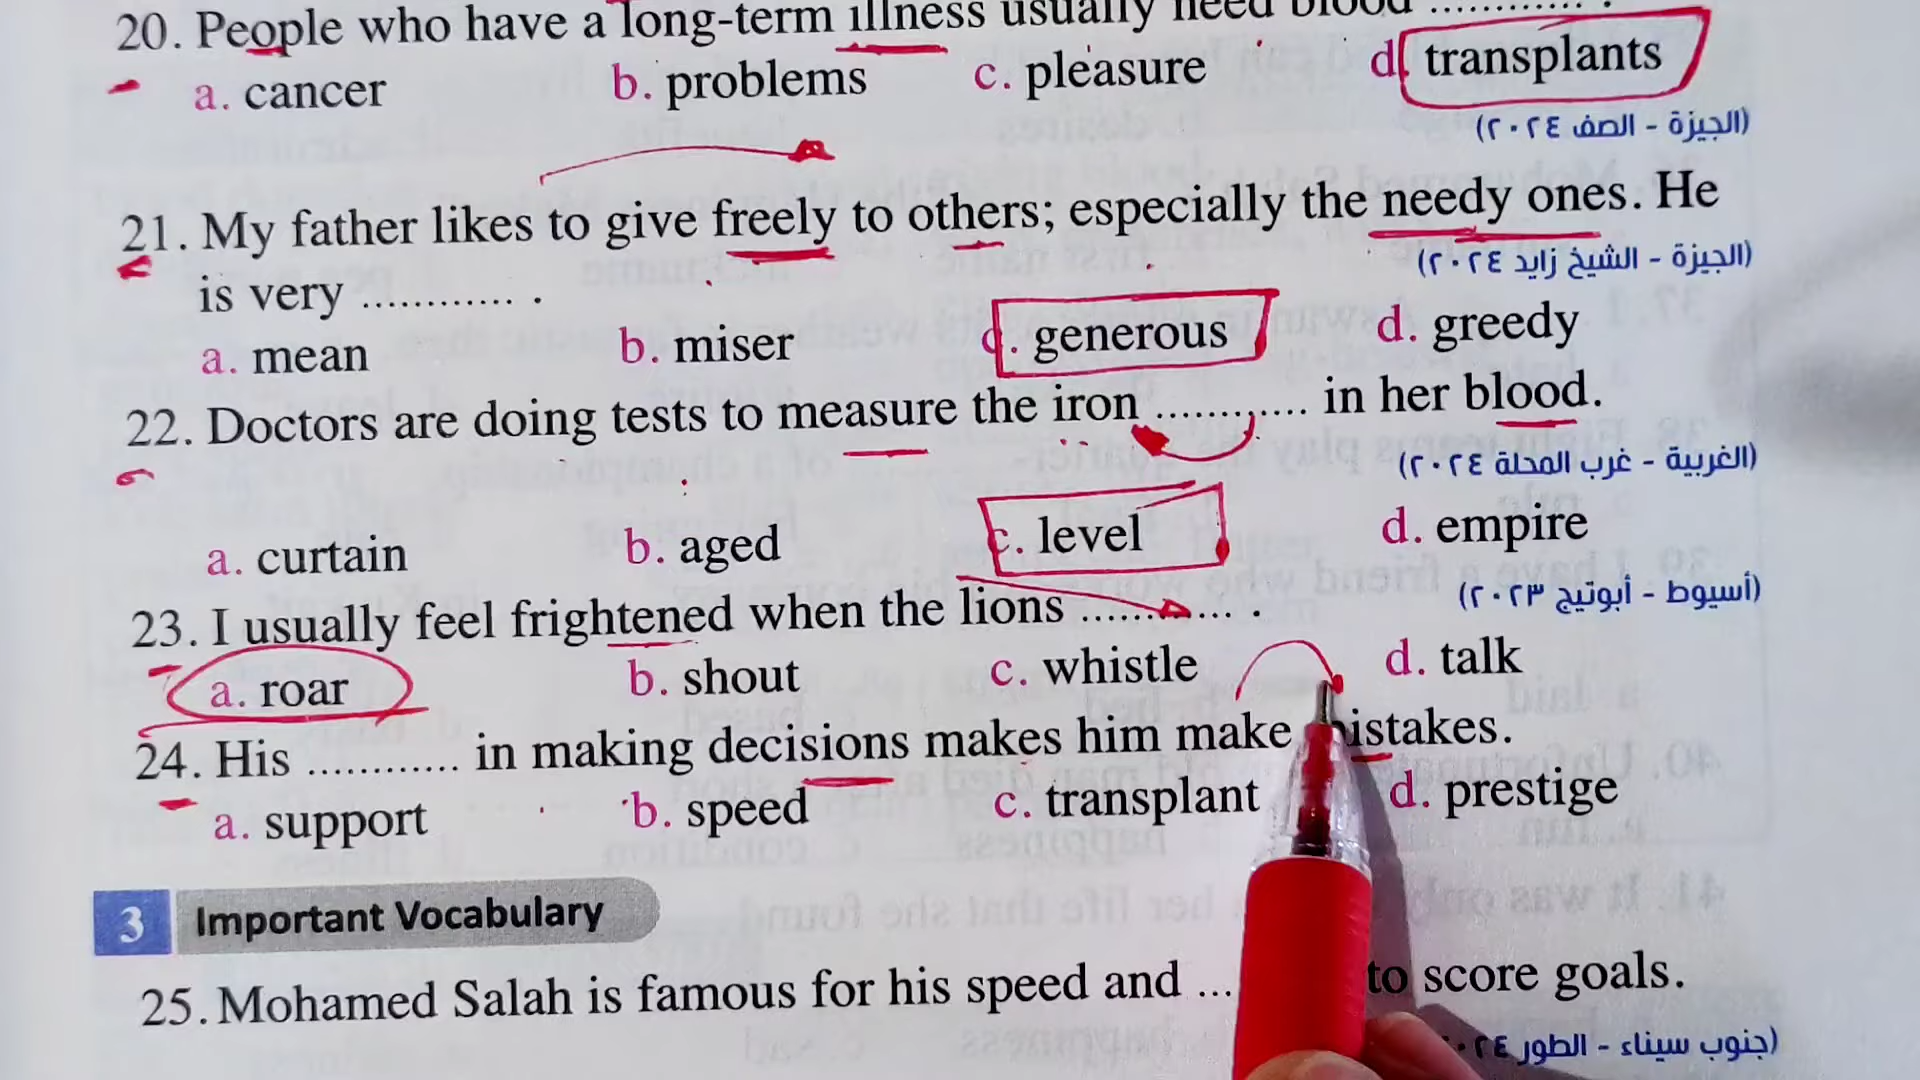 20. People who have a long-term illness usually need blood ............ .
a. cancer b. problems c. pleasure d. transplants
(الجيزة - الصف ٢٠٢٤)
21. My father likes to give freely to others; especially the needy ones. He
(الجيزة - الشيخ زايد ٢٠٢٤)
is very ............ .
a. mean b. miser c. generous d. greedy
22. Doctors are doing tests to measure the iron ............ in her blood.
(الغربية - غرب المحلة ٢٠٢٤)
a. curtain b. aged c. level d. empire
23. I usually feel frightened when the lions ............ .
(أسيوط - أبوتيج ٢٠٢٣)
a. roar b. shout c. whistle d. talk
24. His ............ in making decisions makes him make mistakes.
a. support b. speed c. transplant d. prestige
3 Important Vocabulary
25. Mohamed Salah is famous for his speed and ... to score goals.
(جنوب سيناء - الطور